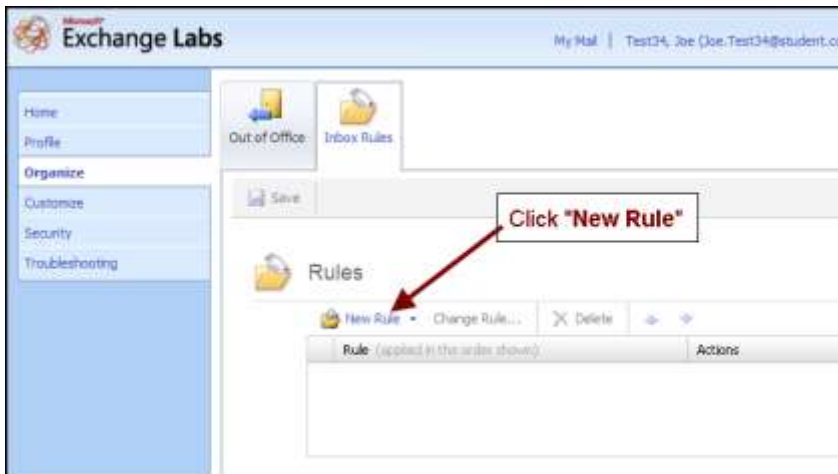 Microsoft®
Exchange Labs
My Mail | Test34, Joe (Joe.Test34@student.co
Home
Profile
Organize
Customize
Security
Troubleshooting
Out of Office
Inbox Rules
Save
Click "New Rule"
Rules
New Rule Change Rule... Delete
Rule (applied in the order shown) Actions